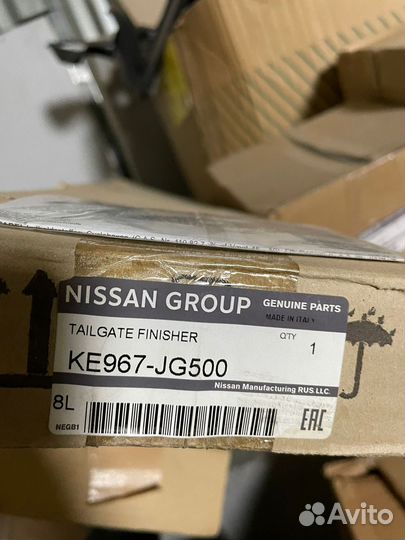 NISSAN GROUP
GENUINE PARTS
MADE IN ITALY
TAILGATE FINISHER
QTY
1
KE967-JG500
Nissan Manufacturing RUS.LLC.
8L
NEGB1
EAC
Avito